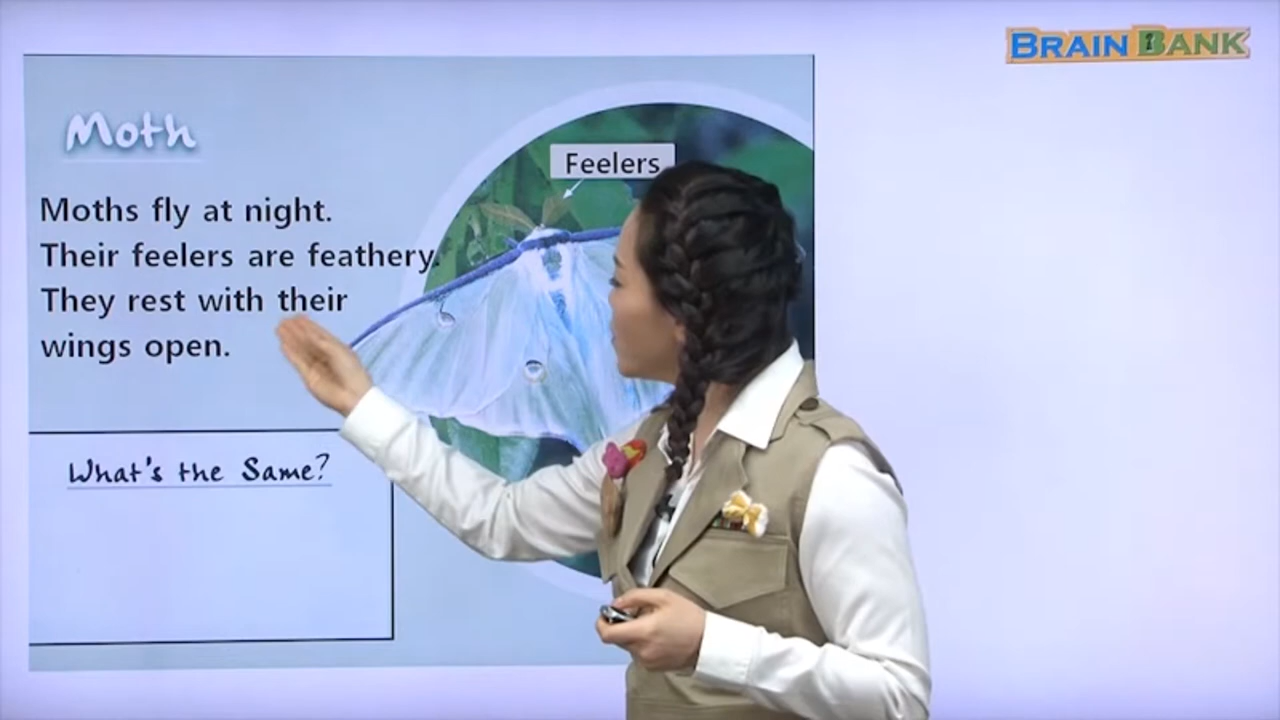 BRAIN BANK
Moth
Feelers
Moths fly at night.
Their feelers are feathery.
They rest with their
wings open.
What's the Same?